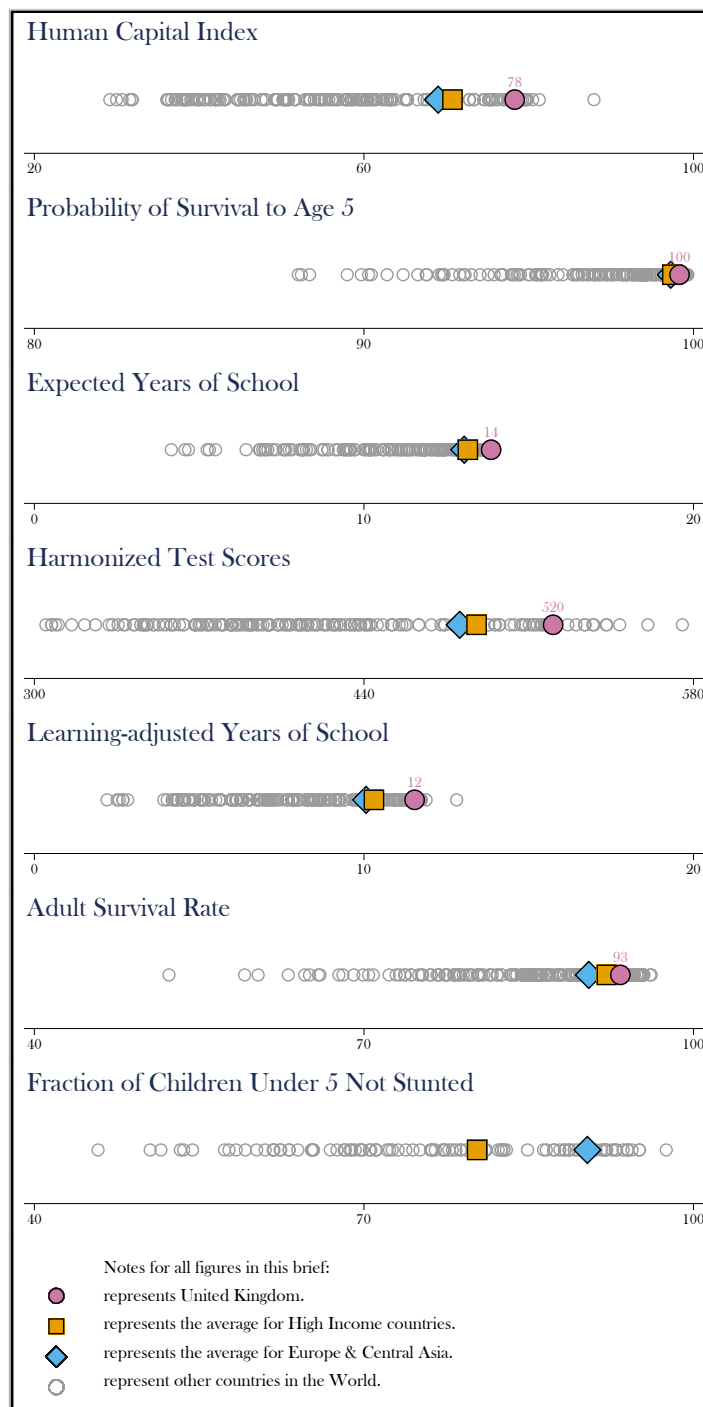 Human Capital Index
78
20 60 100
Probability of Survival to Age 5
100
80 90 100
Expected Years of School
14
0 10 20
Harmonized Test Scores
520
300 440 580
Learning-adjusted Years of School
12
0 10 20
Adult Survival Rate
93
40 70 100
Fraction of Children Under 5 Not Stunted
40 70 100
Notes for all figures in this brief:
represents United Kingdom.
represents the average for High Income countries.
represents the average for Europe & Central Asia.
represent other countries in the World.